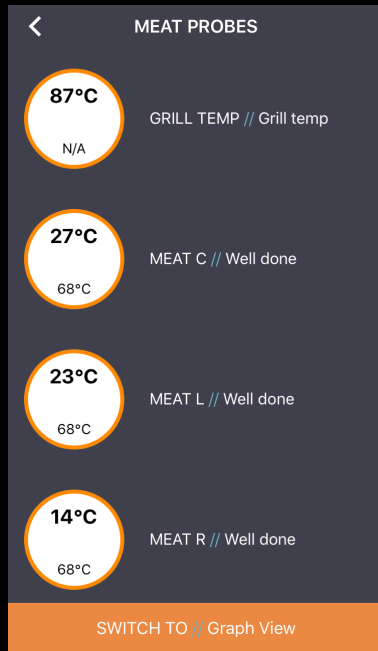 MEAT PROBES
87°C
N/A
GRILL TEMP // Grill temp
27°C
68°C
MEAT C // Well done
23°C
68°C
MEAT L // Well done
14°C
68°C
MEAT R // Well done
SWITCH TO // Graph View